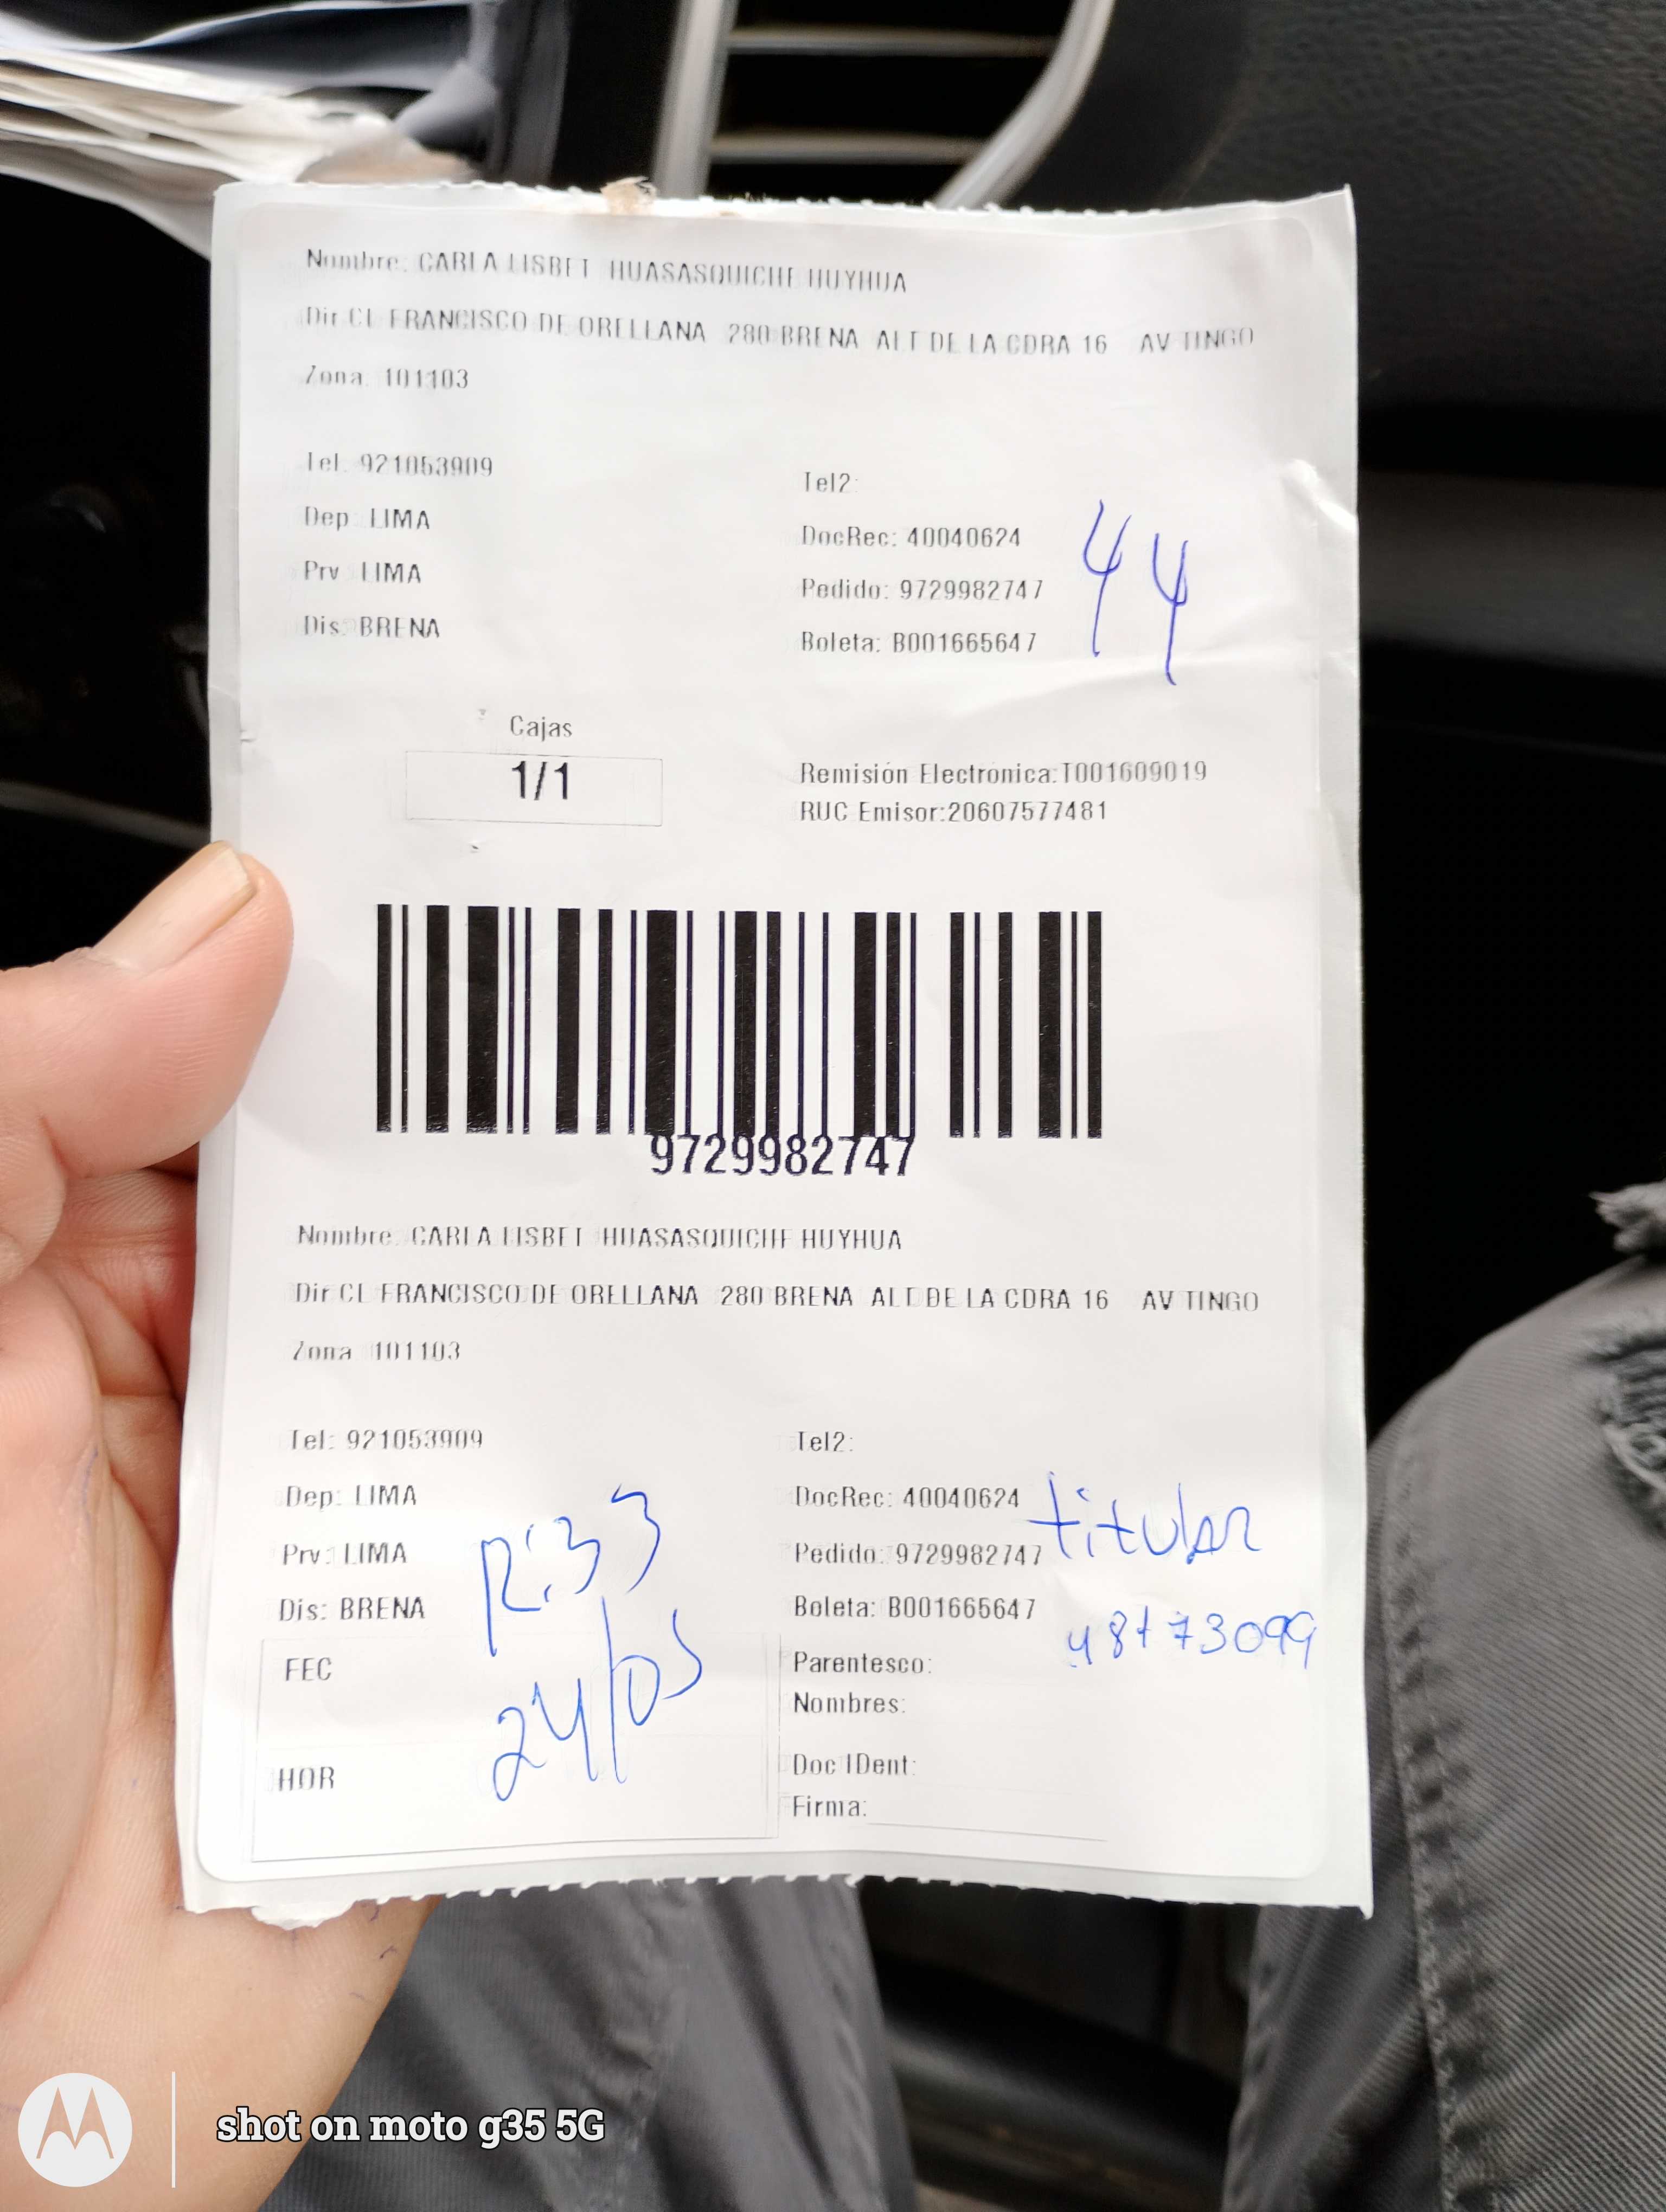 Nombre: CARLA LISBET HUASASQUICHE HUYHUA
Dir:CL FRANCISCO DE ORELLANA 280 BRENA ALT DE LA CDRA 16 AV TINGO
Zona: 101103
Tel: 921053909
Tel2:
Dep: LIMA
DocRec: 40040624
Prv: LIMA
Pedido: 9729982747
Dis: BRENA
Boleta: B001665647
44
Cajas
1/1
Remisión Electrónica:T001609019
RUC Emisor:20607577481
9729982747
Nombre: CARLA LISBET HUASASQUICHE HUYHUA
Dir:CL FRANCISCO DE ORELLANA 280 BRENA ALT DE LA CDRA 16 AV TINGO
Zona: 101103
Tel: 921053909
Tel2:
Dep: LIMA
DocRec: 40040624
titular
Prv: LIMA
Pedido: 9729982747
Dis: BRENA
Boleta: B001665647
24/05
FEC
Parentesco:
Nombres:
HOR
Doc IDent:
Firma:
shot on moto g35 5G